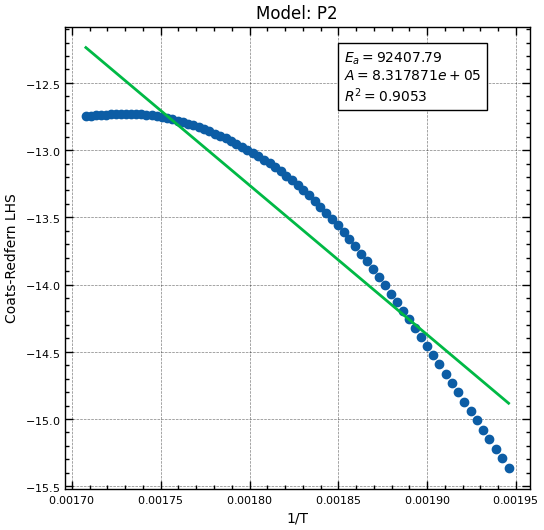 Model: P2
E_a = 92407.79
A = 8.317871e + 05
R² = 0.9053
Coats-Redfern LHS
−12.5
−13.0
−13.5
−14.0
−14.5
−15.0
−15.5
0.00170 0.00175 0.00180 0.00185 0.00190 0.00195
1/T